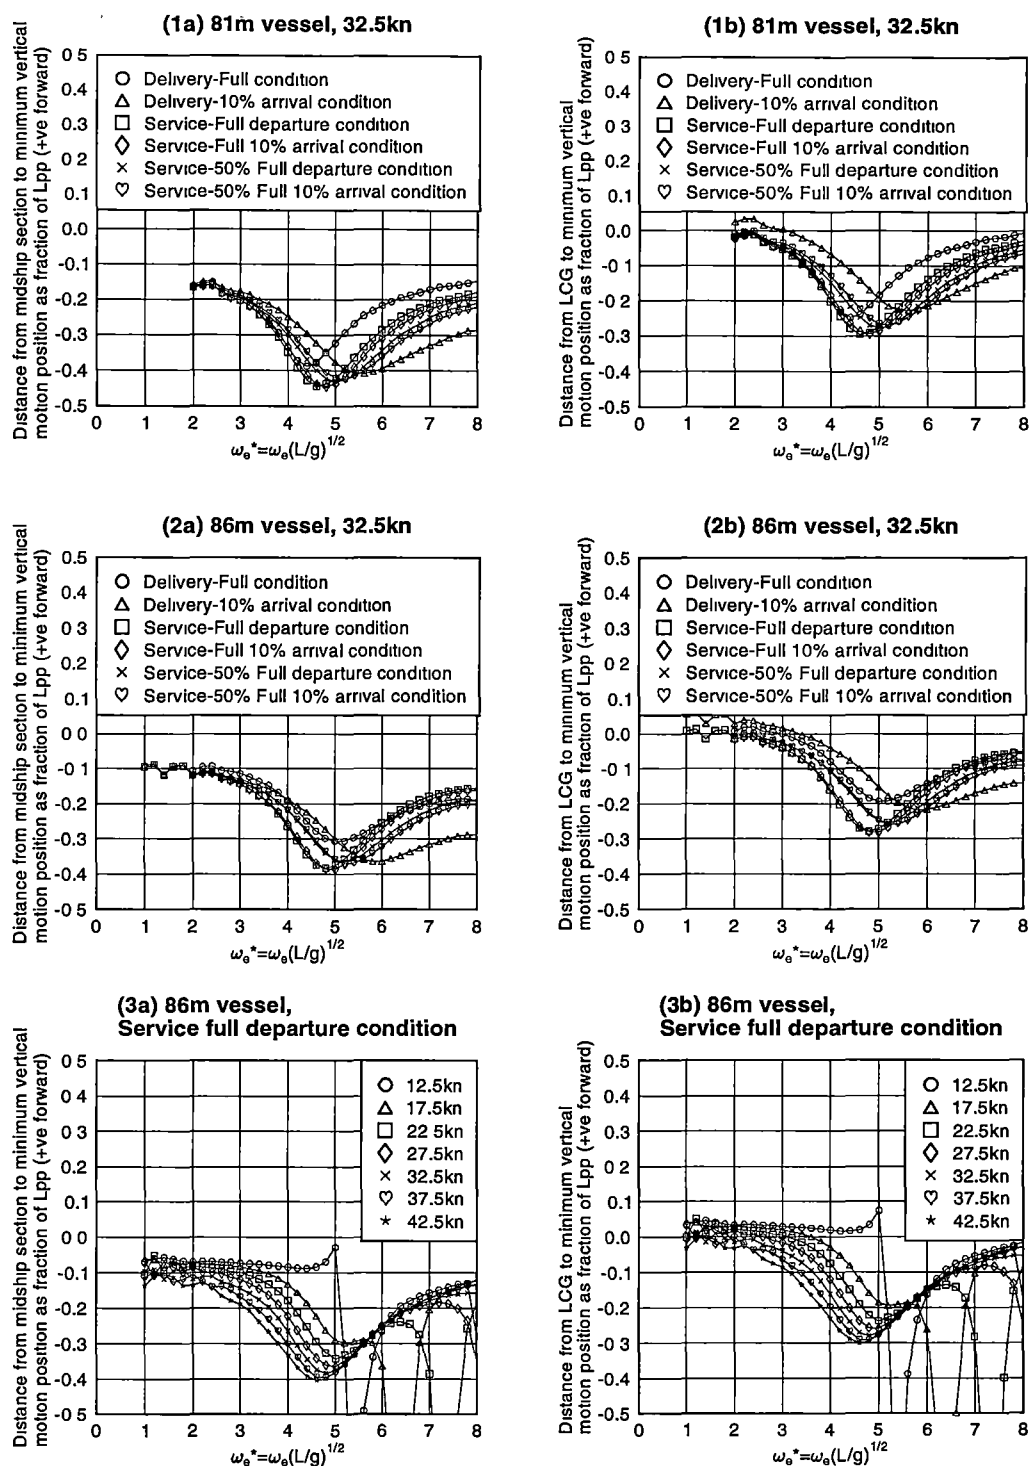 (1a) 81m vessel, 32.5kn
Distance from midship section to minimum vertical
motion position as fraction of Lpp (+ve forward)
0 5
0.4
0.3
0 2
0.1
0.0
-0.1
-0.2
-0.3
-0.4
-0.5
Delivery-Full condition
Delivery-10% arrival condition
Service-Full departure condition
Service-Full 10% arrival condition
Service-50% Full departure condition
Service-50% Full 10% arrival condition
0 1 2 3 4 5 6 7 8
ωe*=ωe(L/g)1/2
(1b) 81m vessel, 32.5kn
Distance from LCG to minimum vertical
motion position as fraction of Lpp (+ve forward)
0 5
0.4
0.3
0.2
0.1
0.0
-0.1
-0.2
-0.3
-0.4
-0.5
Delivery-Full condition
Delivery-10% arrival condition
Service-Full departure condition
Service-Full 10% arrival condition
Service-50% Full departure condition
Service-50% Full 10% arrival condition
0 1 2 3 4 5 6 7 8
ωe*=ωe(L/g)1/2
(2a) 86m vessel, 32.5kn
Distance from midship section to minimum vertical
motion position as fraction of Lpp (+ve forward)
0.5
0.4
0.3
0.2
0.1
0 0
-0 1
-0.2
-0.3
-0.4
-0 5
Delivery-Full condition
Delivery-10% arrival condition
Service-Full departure condition
Service-Full 10% arrival condition
Service-50% Full departure condition
Service-50% Full 10% arrival condition
0 1 2 3 4 5 6 7 8
ωe*=ωe(L/g)1/2
(2b) 86m vessel, 32.5kn
Distance from LCG to minimum vertical
motion position as fraction of Lpp (+ve forward)
0.5
0.4
0.3
0.2
0.1
0.0
-0.1
-0.2
-0.3
-0.4
-0 5
Delivery-Full condition
Delivery-10% arrival condition
Service-Full departure condition
Service-Full 10% arrival condition
Service-50% Full departure condition
Service-50% Full 10% arrival condition
0 1 2 3 4 5 6 7 8
ωe*=ωe(L/g)1/2
(3a) 86m vessel,
Service full departure condition
Distance from midship section to minimum vertical
motion position as fraction of Lpp (+ve forward)
0 5
0 4
0 3
0.2
0.1
0 0
-0.1
-0.2
-0.3
-0.4
-0 5
12.5kn
17.5kn
22 5kn
27.5kn
32.5kn
37.5kn
42.5kn
0 1 2 3 4 5 6 7 8
ωe*=ωe(L/g)1/2
(3b) 86m vessel,
Service full departure condition
Distance from LCG to minimum vertical
motion position as fraction of Lpp (+ve forward)
0 5
0 4
0 3
0.2
0.1
0.0
-0.1
-0.2
-0.3
-0.4
-0 5
12.5kn
17.5kn
22.5kn
27.5kn
32.5kn
37.5kn
42.5kn
0 1 2 3 4 5 6 7 8
ωe*=ωe(L/g)1/2